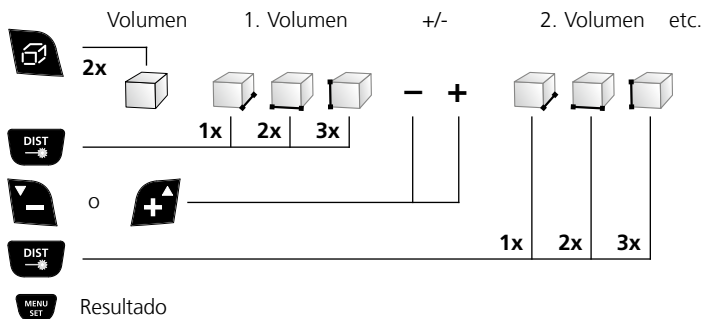 Volumen 1. Volumen +/- 2. Volumen etc.
2x
− +
1x 2x 3x
DIST
− o +
1x 2x 3x
DIST
MENU SET Resultado